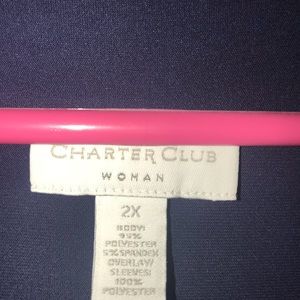 CHARTER CLUB
WOMAN
2X
BODY:
95%
POLYESTER
5% SPANDEX
OVERLAY/
SLEEVES:
100%
POLYESTER